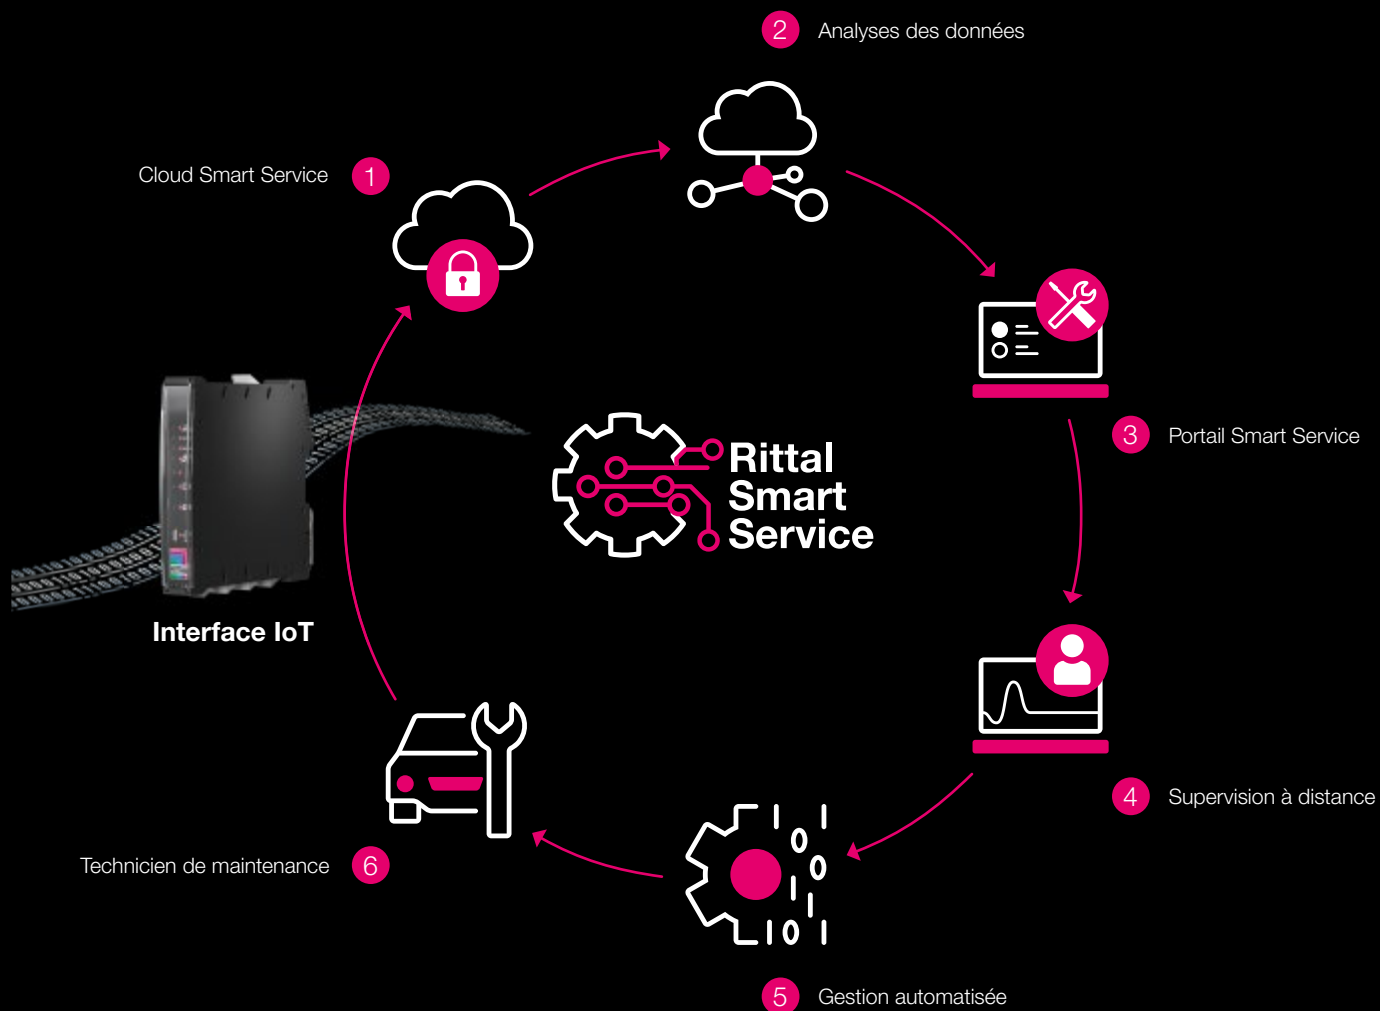 2 Analyses des données
Cloud Smart Service 1
Rittal
Smart
Service
3 Portail Smart Service
Interface IoT
4 Supervision à distance
Technicien de maintenance 6
5 Gestion automatisée